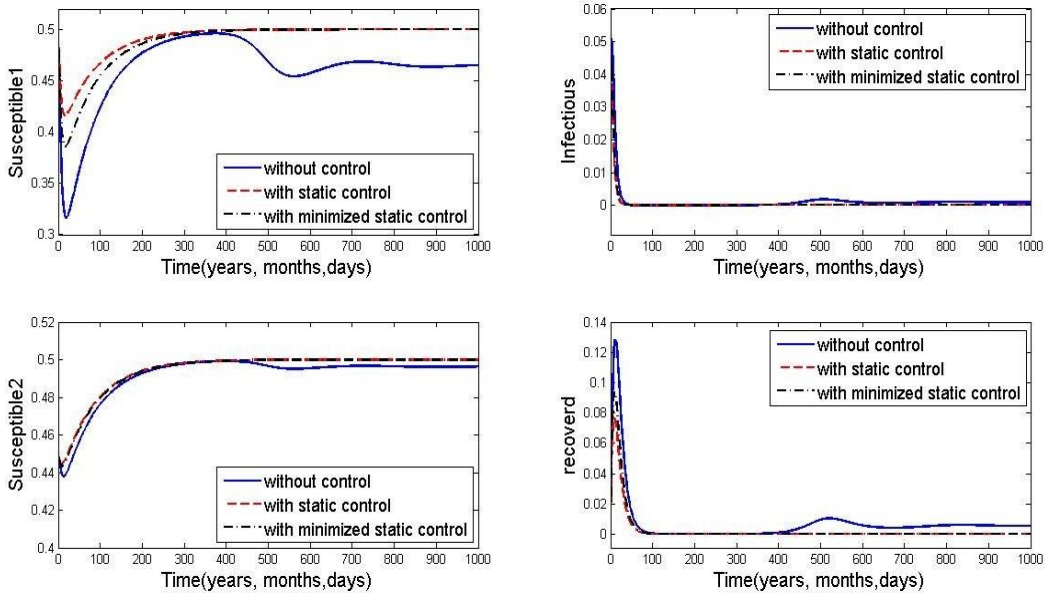 Susceptible1
0.5
0.45
0.4
0.35
0.3
without control
with static control
with minimized static control
0 100 200 300 400 500 600 700 800 900 1000
Time(years, months,days)
Infectious
0.06
0.05
0.04
0.03
0.02
0.01
0
without control
with static control
with minimized static control
0 100 200 300 400 500 600 700 800 900 1000
Time(years, months,days)
Susceptible2
0.52
0.5
0.48
0.46
0.44
0.42
0.4
without control
with static control
with minimized static control
0 100 200 300 400 500 600 700 800 900 1000
Time(years, months,days)
recoverd
0.14
0.12
0.1
0.08
0.06
0.04
0.02
0
without control
with static control
with minimized static control
0 100 200 300 400 500 600 700 800 900 1000
Time(years, months,days)